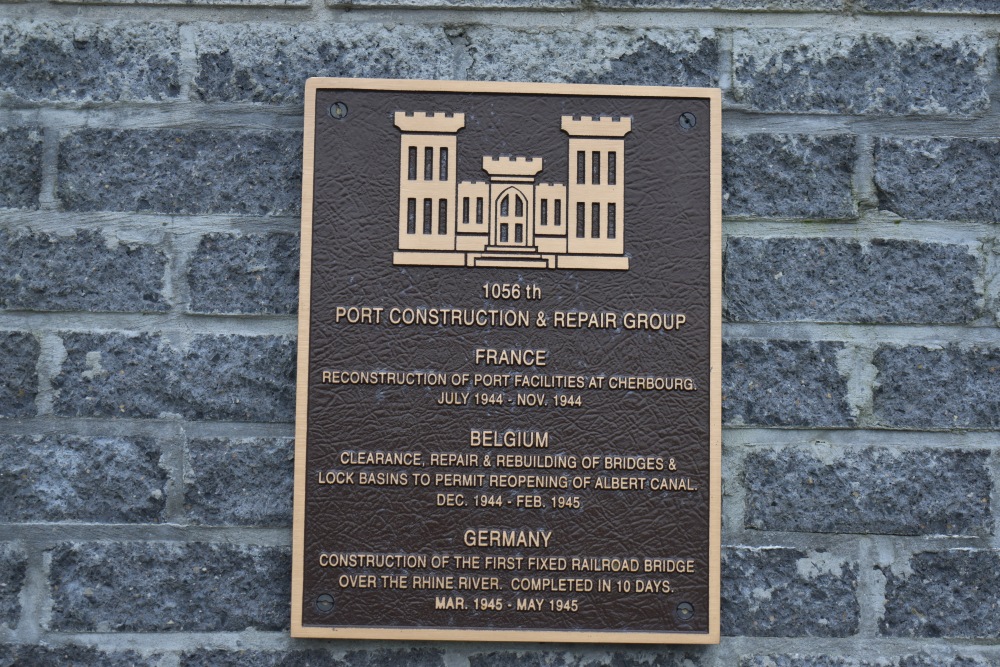 1056 th
PORT CONSTRUCTION & REPAIR GROUP
FRANCE
RECONSTRUCTION OF PORT FACILITIES AT CHERBOURG.
JULY 1944 - NOV. 1944
BELGIUM
CLEARANCE, REPAIR & REBUILDING OF BRIDGES &
LOCK BASINS TO PERMIT REOPENING OF ALBERT CANAL.
DEC. 1944 - FEB. 1945
GERMANY
CONSTRUCTION OF THE FIRST FIXED RAILROAD BRIDGE
OVER THE RHINE RIVER. COMPLETED IN 10 DAYS.
MAR. 1945 - MAY 1945